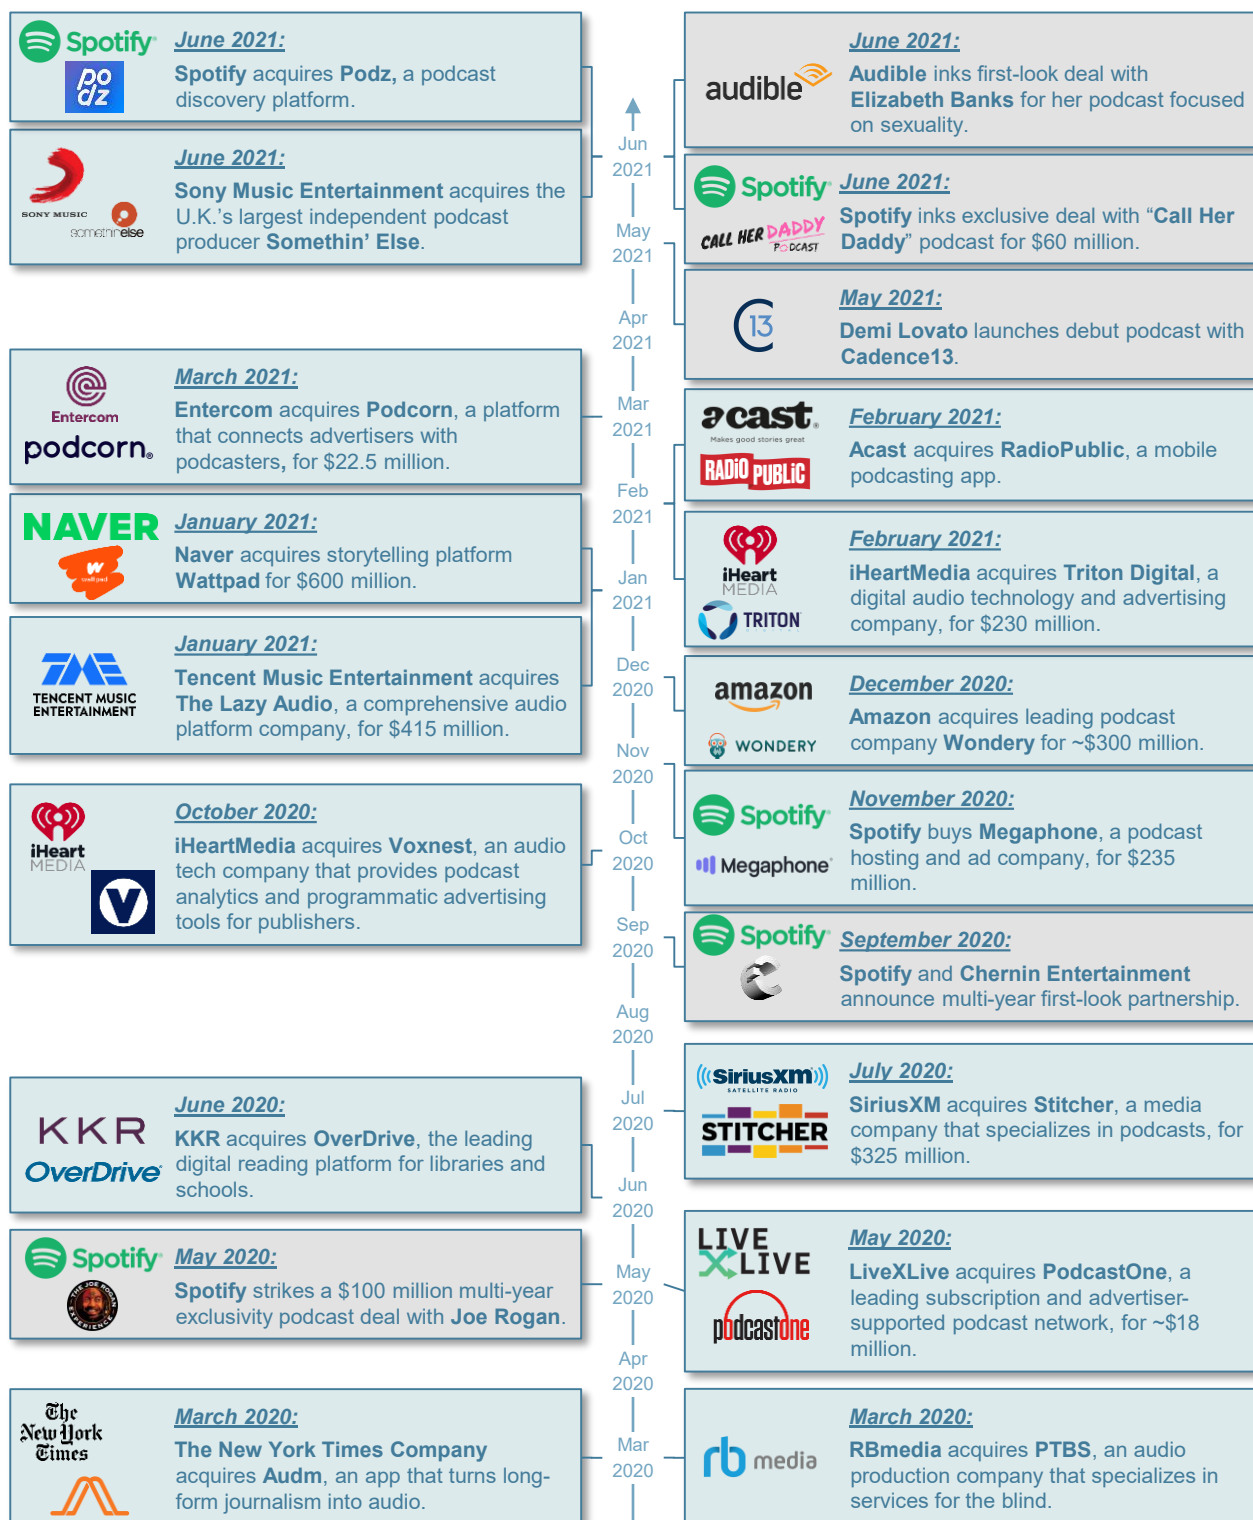 Spotify
podz
June 2021:
Spotify acquires Podz, a podcast
discovery platform.
SONY MUSIC
somethinelse
June 2021:
Sony Music Entertainment acquires the
U.K.'s largest independent podcast
producer Somethin' Else.
Entercom
podcorn
March 2021:
Entercom acquires Podcorn, a platform
that connects advertisers with
podcasters, for $22.5 million.
NAVER
wattpad
January 2021:
Naver acquires storytelling platform
Wattpad for $600 million.
TME
TENCENT MUSIC
ENTERTAINMENT
January 2021:
Tencent Music Entertainment acquires
The Lazy Audio, a comprehensive audio
platform company, for $415 million.
iHeart
MEDIA
V
October 2020:
iHeartMedia acquires Voxnest, an audio
tech company that provides podcast
analytics and programmatic advertising
tools for publishers.
KKR
OverDrive
June 2020:
KKR acquires OverDrive, the leading
digital reading platform for libraries and
schools.
Spotify
THE JOE ROGAN
EXPERIENCE
May 2020:
Spotify strikes a $100 million multi-year
exclusivity podcast deal with Joe Rogan.
The
New York
Times
March 2020:
The New York Times Company
acquires Audm, an app that turns long-
form journalism into audio.
Jun
2021
May
2021
Apr
2021
Mar
2021
Feb
2021
Jan
2021
Dec
2020
Nov
2020
Oct
2020
Sep
2020
Aug
2020
Jul
2020
Jun
2020
May
2020
Apr
2020
Mar
2020
audible
June 2021:
Audible inks first-look deal with
Elizabeth Banks for her podcast focused
on sexuality.
Spotify
CALL HER DADDY
PODCAST
June 2021:
Spotify inks exclusive deal with “Call Her
Daddy” podcast for $60 million.
C13
May 2021:
Demi Lovato launches debut podcast with
Cadence13.
acast
Makes good stories great
RADIO PUBLIC
February 2021:
Acast acquires RadioPublic, a mobile
podcasting app.
iHeart
MEDIA
TRITON
February 2021:
iHeartMedia acquires Triton Digital, a
digital audio technology and advertising
company, for $230 million.
amazon
WONDERY
December 2020:
Amazon acquires leading podcast
company Wondery for ~$300 million.
Spotify
Megaphone
November 2020:
Spotify buys Megaphone, a podcast
hosting and ad company, for $235
million.
Spotify
September 2020:
Spotify and Chernin Entertainment
announce multi-year first-look partnership.
SiriusXM
SATELLITE RADIO
STITCHER
July 2020:
SiriusXM acquires Stitcher, a media
company that specializes in podcasts, for
$325 million.
LIVE
XLIVE
podcastone
May 2020:
LiveXLive acquires PodcastOne, a
leading subscription and advertiser-
supported podcast network, for ~$18
million.
rb media
March 2020:
RBmedia acquires PTBS, an audio
production company that specializes in
services for the blind.